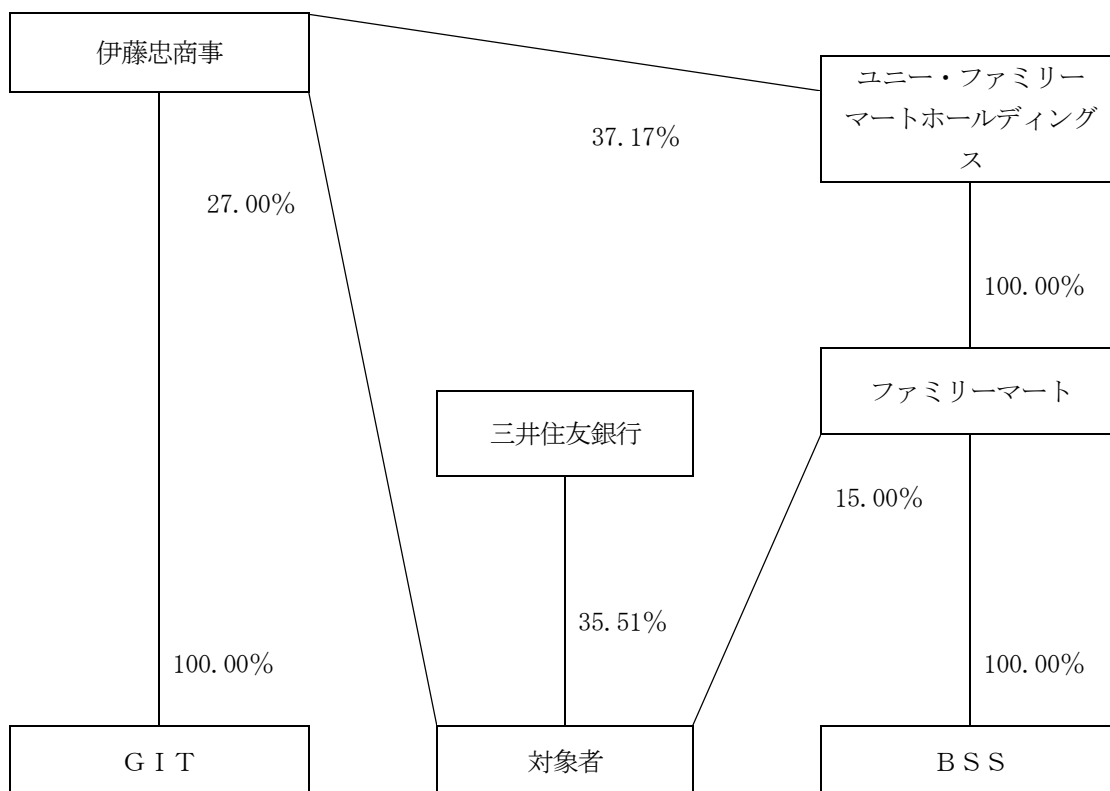 伊藤忠商事
ユニー・ファミリー
マートホールディング
ス
37.17%
27.00%
100.00%
ファミリーマート
三井住友銀行
15.00%
35.51%
100.00%
100.00%
ＧＩＴ
対象者
ＢＳＳ